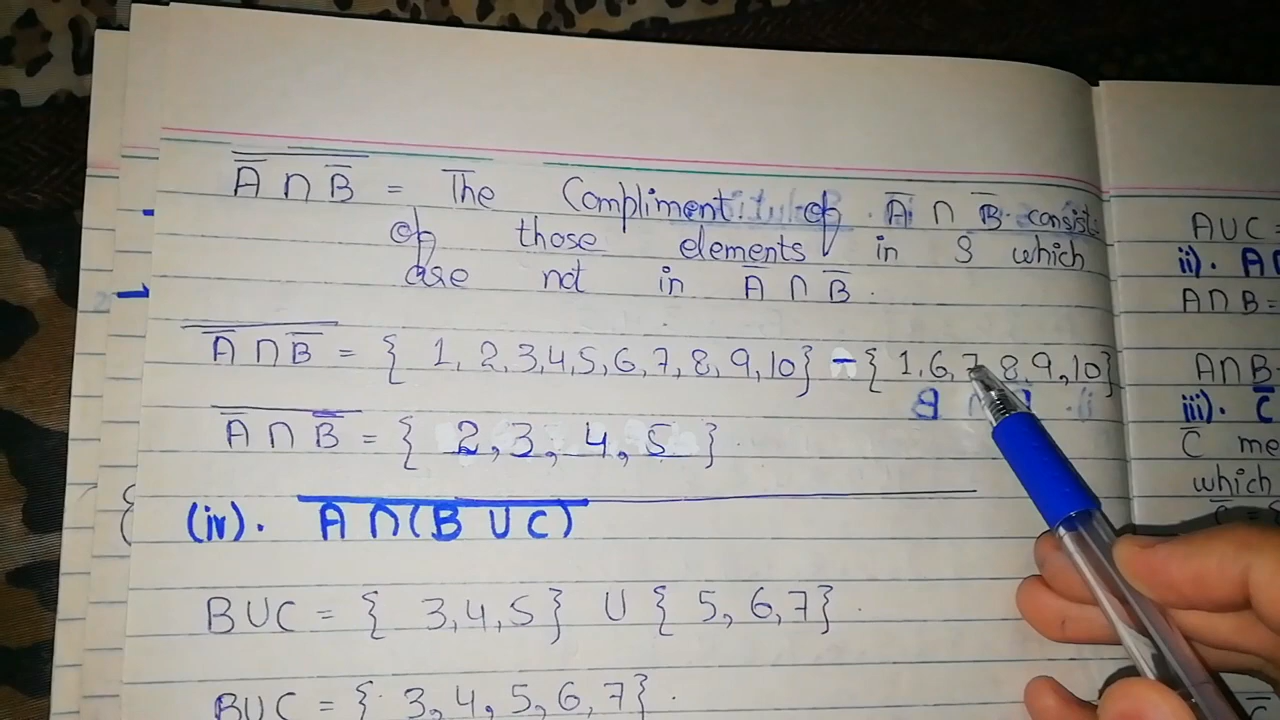 A̅ ∩ B̅ = The Compliment of A̅ ∩ B̅ consist
of those elements in S which
are not in A̅ ∩ B̅.
A̅ ∩ B̅ = { 1, 2, 3, 4, 5, 6, 7, 8, 9, 10} - { 1, 6, 7, 8, 9, 10}
A̅ ∩ B̅ = { 2, 3, 4, 5 }
(iv). A ∩ (B ∪ C)
B∪C = { 3, 4, 5} ∪ { 5, 6, 7}.
B∪C = { 3, 4, 5, 6, 7}.
A∪C =
ii). A∩
A∩B =
A∩B
iii). C̅
C̅ me
which